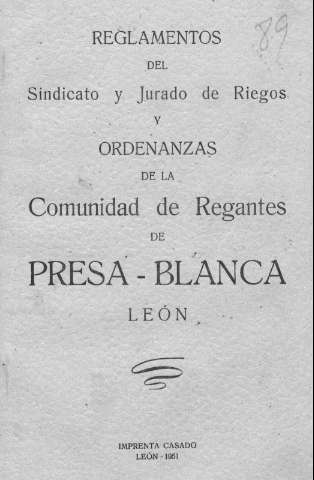 89
REGLAMENTOS
DEL
Sindicato y Jurado de Riegos
Y
ORDENANZAS
DE LA
Comunidad de Regantes
DE
PRESA - BLANCA
LEÓN
IMPRENTA CASADO
LEÓN - 1951